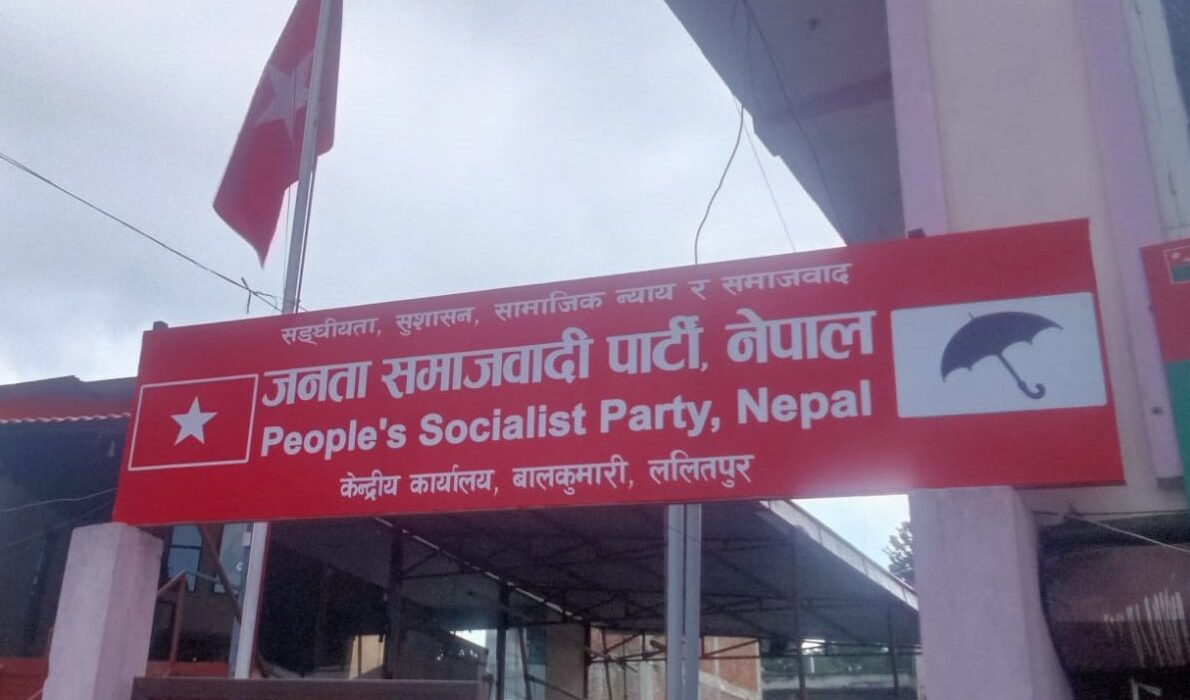 सङ्घीयता, सुशासन, सामाजिक न्याय र समाजवाद
जनता समाजवादी पार्टी, नेपाल
People's Socialist Party, Nepal
केन्द्रीय कार्यालय, बालकुमारी, ललितपुर